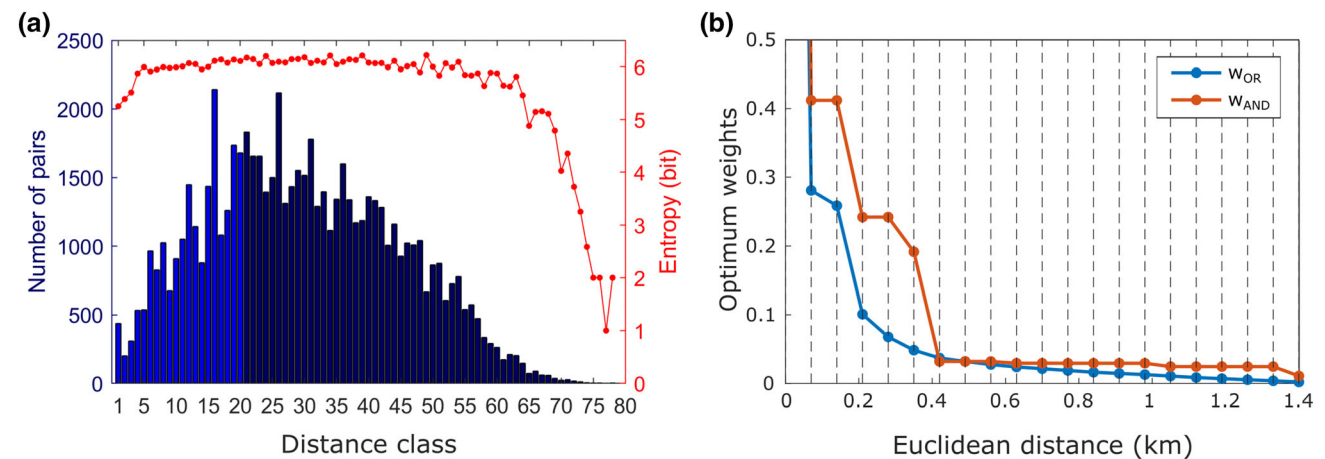 (a)
2500
2000
1500
1000
500
0
Number of pairs
6
5
4
3
2
1
0
Entropy (bit)
1 5 10 15 20 25 30 35 40 45 50 55 60 65 70 75 80
Distance class
(b)
0.5
0.4
0.3
0.2
0.1
0
Optimum weights
wOR
wAND
0 0.2 0.4 0.6 0.8 1 1.2 1.4
Euclidean distance (km)